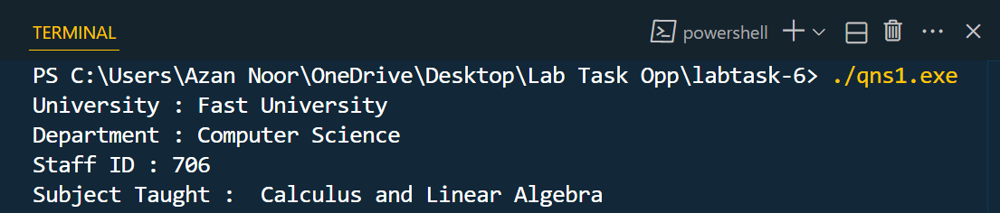 TERMINAL
powershell
PS C:\Users\Azan Noor\OneDrive\Desktop\Lab Task Opp\labtask-6> ./qns1.exe
University : Fast University
Department : Computer Science
Staff ID : 706
Subject Taught :  Calculus and Linear Algebra